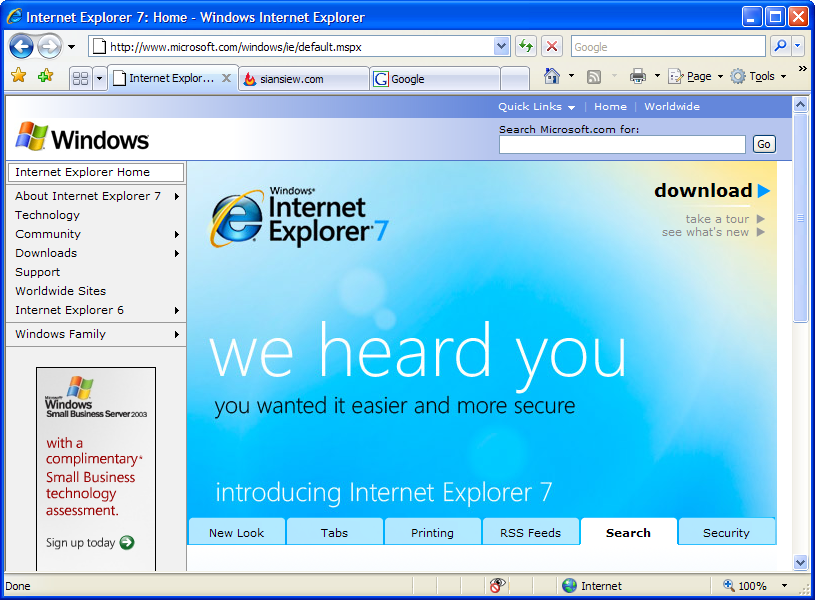 Internet Explorer 7: Home - Windows Internet Explorer
http://www.microsoft.com/windows/ie/default.mspx
Google
Internet Explor...
siansiew.com
Google
Page
Tools
Quick Links | Home | Worldwide
Windows
Search Microsoft.com for:
Go
Internet Explorer Home
About Internet Explorer 7
Technology
Community
Downloads
Support
Worldwide Sites
Internet Explorer 6
Windows Family
Microsoft
Windows
Small Business Server 2003
with a
complimentary*
Small Business
technology
assessment.
Sign up today
Windows®
Internet
Explorer 7
download
take a tour
see what's new
we heard you
you wanted it easier and more secure
introducing Internet Explorer 7
New Look
Tabs
Printing
RSS Feeds
Search
Security
Done
Internet
100%